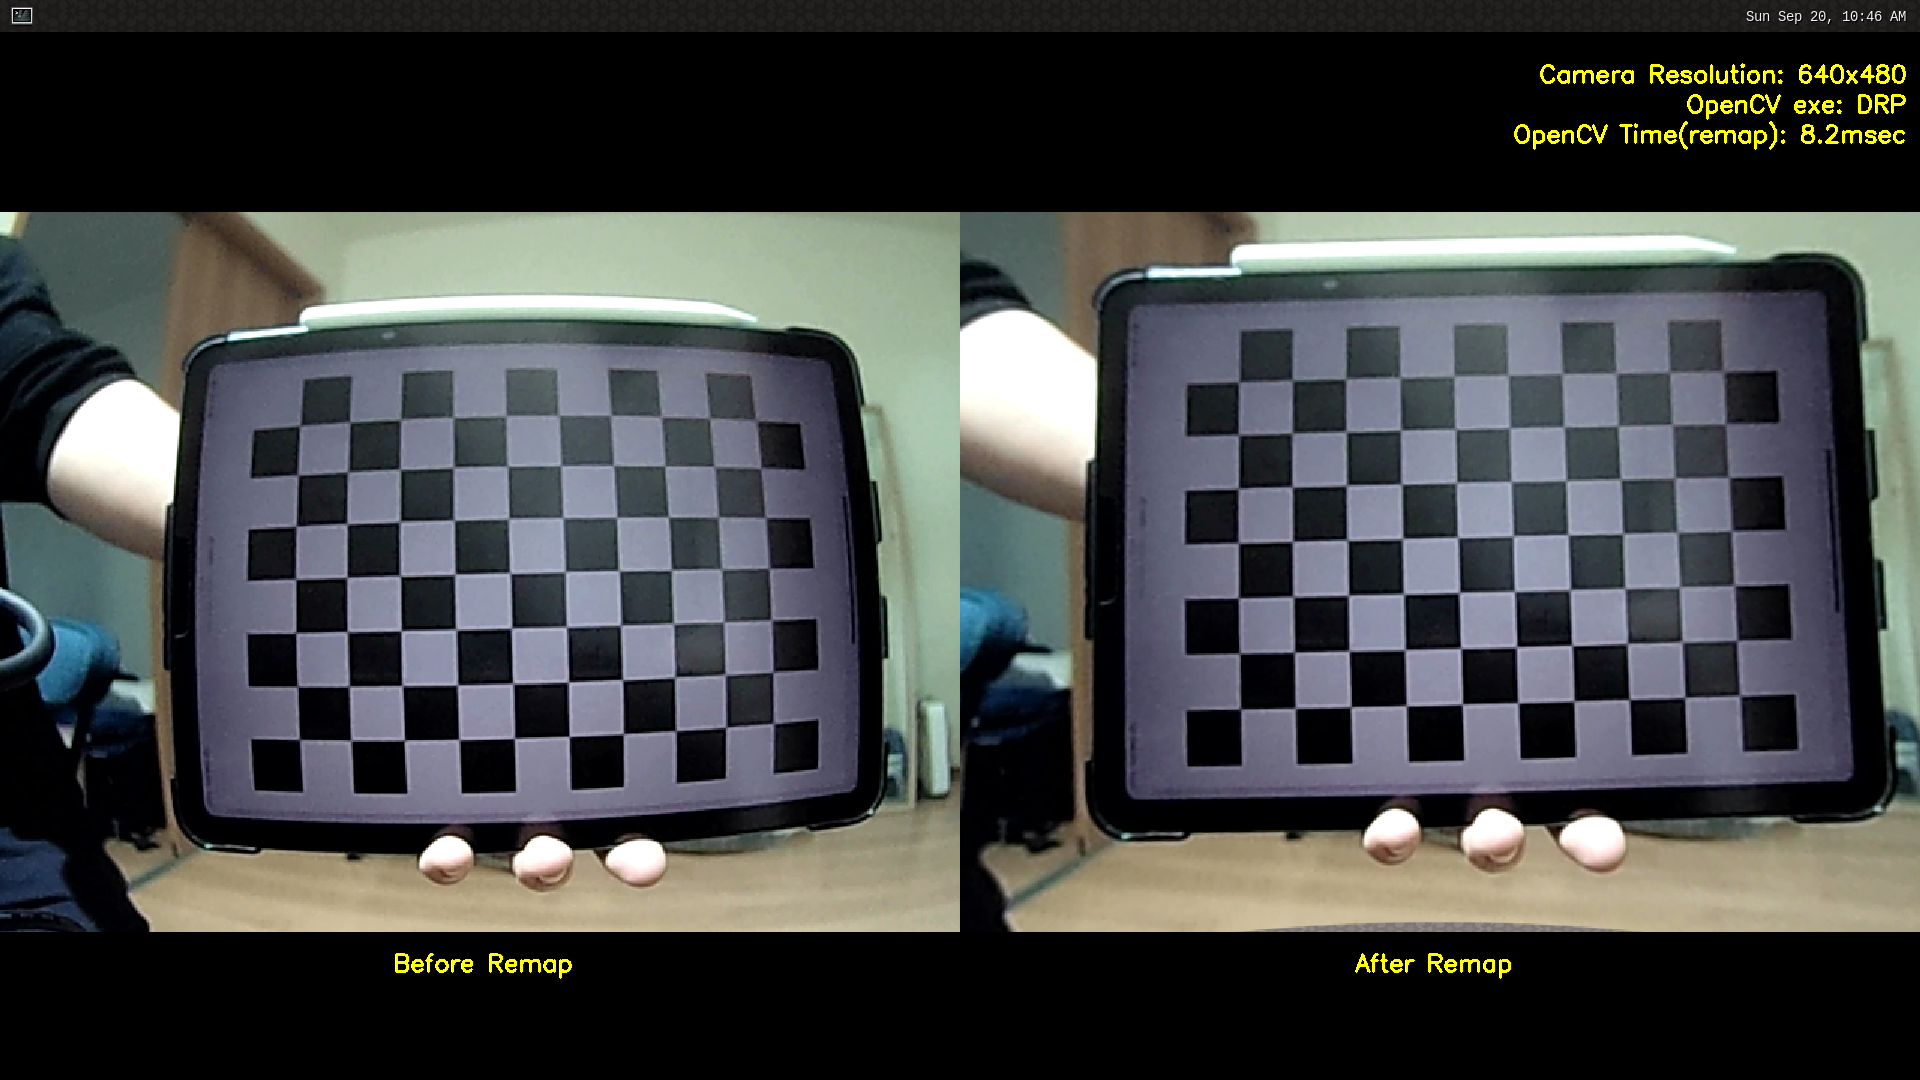 Sun Sep 20, 10:46 AM
Camera Resolution: 640x480
OpenCV exe: DRP
OpenCV Time(remap): 8.2msec
Before Remap
After Remap